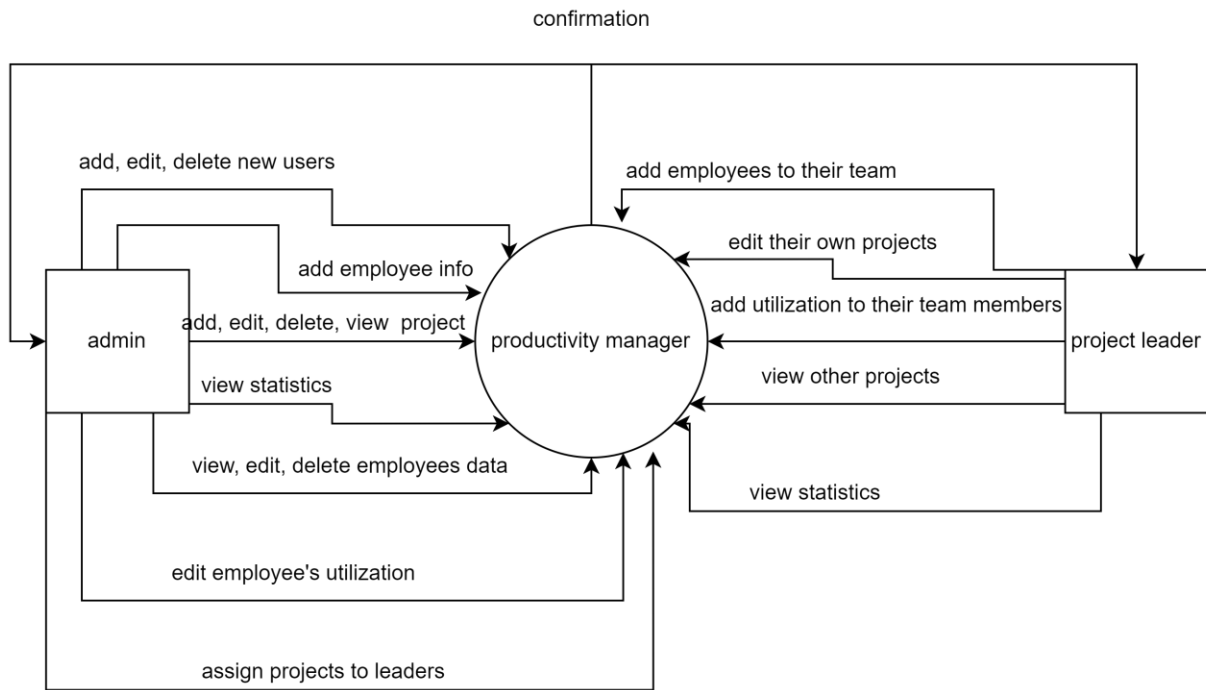 confirmation
add, edit, delete new users
add employees to their team
edit their own projects
add employee info
add, edit, delete, view  project
add utilization to their team members
admin
productivity manager
project leader
view statistics
view other projects
view, edit, delete employees data
view statistics
edit employee's utilization
assign projects to leaders